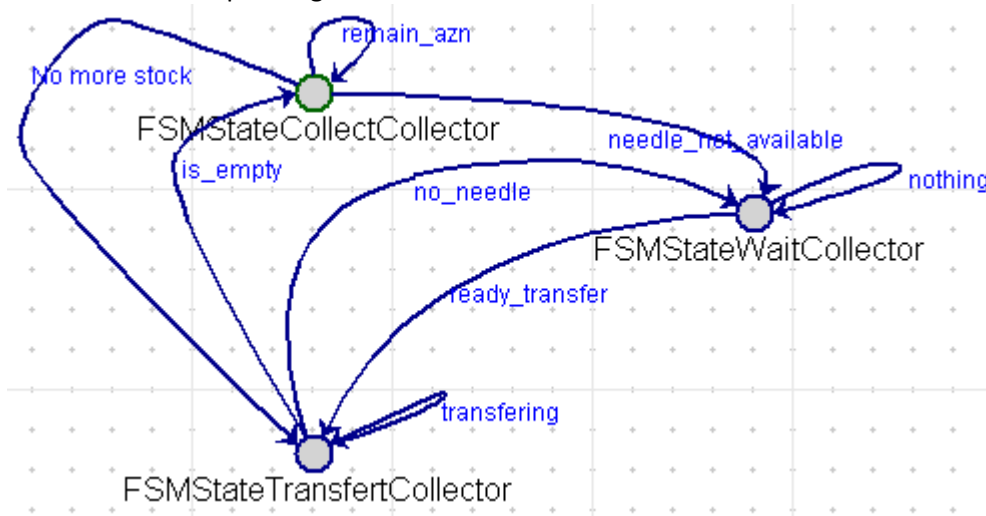 remain_azn
No more stock
FSMStateCollectCollector
needle_not_available
is_empty
no_needle
nothing
FSMStateWaitCollector
ready_transfer
transfering
FSMStateTransfertCollector